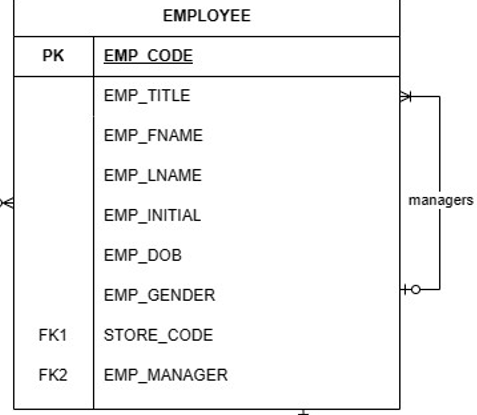 EMPLOYEE
PK EMP_CODE
EMP_TITLE
EMP_FNAME
EMP_LNAME
managers
EMP_INITIAL
EMP_DOB
EMP_GENDER
FK1 STORE_CODE
FK2 EMP_MANAGER